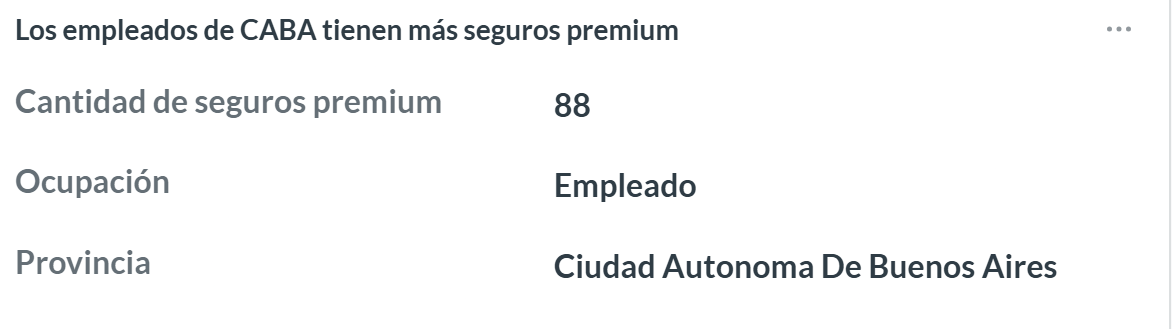 Los empleados de CABA tienen más seguros premium
Cantidad de seguros premium 88
Ocupación Empleado
Provincia Ciudad Autonoma De Buenos Aires